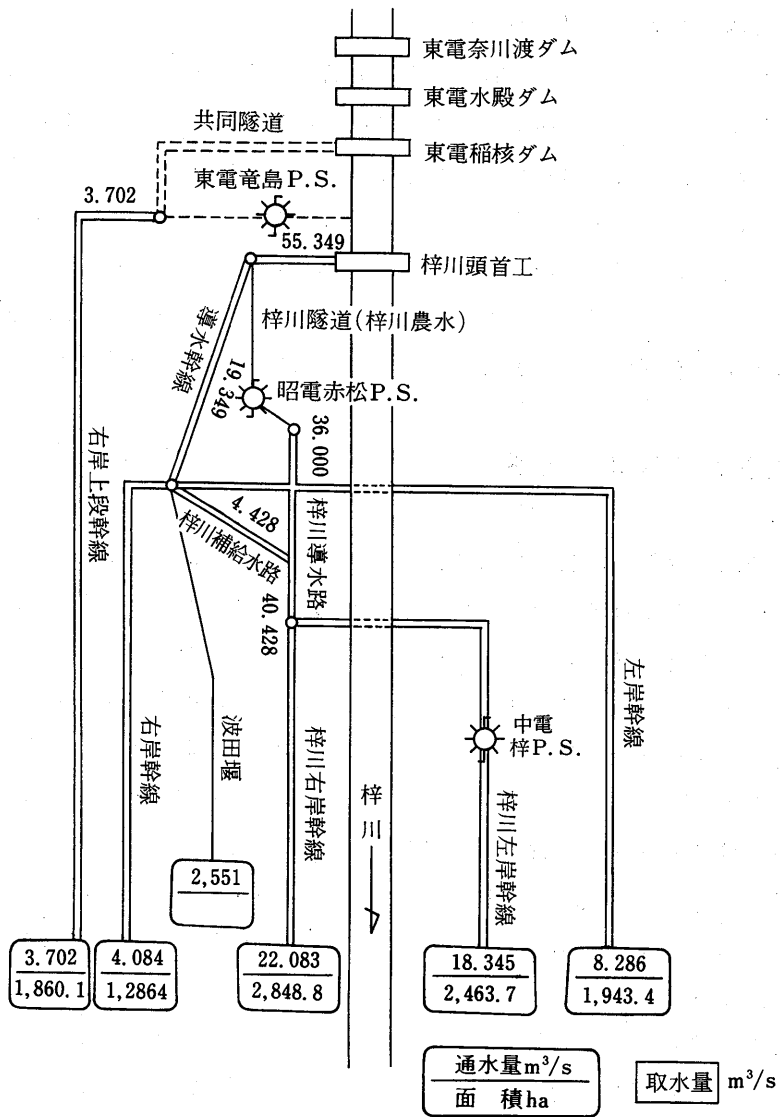 東電奈川渡ダム
東電水殿ダム
共同隧道
東電稲核ダム
東電竜島P.S.
3.702
55.349
梓川頭首工
梓川隧道(梓川農水)
導水幹線
19.349
昭電赤松P.S.
36.000
右岸上段幹線
4.428
梓川補給水路
梓川導水路
40.428
左岸幹線
右岸幹線
波田堰
梓川右岸幹線
梓川
中電
梓P.S.
梓川左岸幹線
2,551
3.702
1,860.1
4.084
1,2864
22.083
2,848.8
18.345
2,463.7
8.286
1,943.4
通水量m³/s
面 積ha
取水量 m³/s